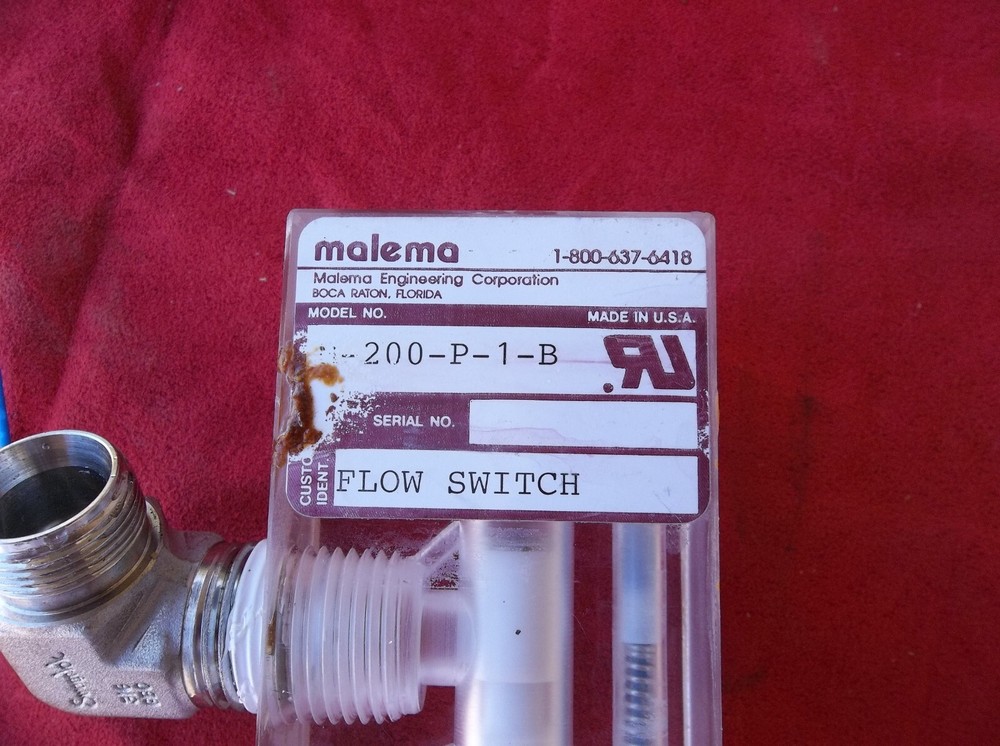 malema 1-800-637-6418
Malema Engineering Corporation
BOCA RATON, FLORIDA
MODEL NO. MADE IN U.S.A.
-200-P-1-B
SERIAL NO.
IDENT. FLOW SWITCH